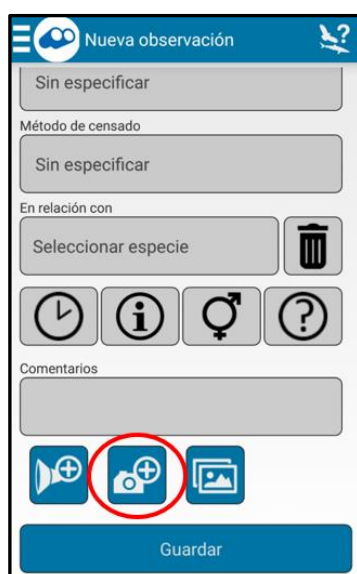 Nueva observación
Sin especificar
Método de censado
Sin especificar
En relación con
Seleccionar especie
Comentarios
Guardar